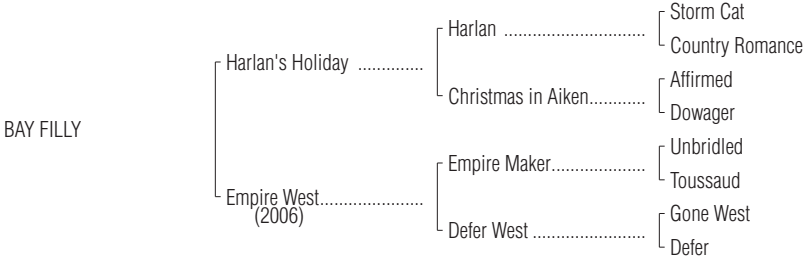 Storm Cat
Harlan ..............................
Country Romance
Harlan's Holiday ..............
Affirmed
Christmas in Aiken............
Dowager
BAY FILLY
Unbridled
Empire Maker....................
Toussaud
Empire West......................
(2006)
Gone West
Defer West ........................
Defer